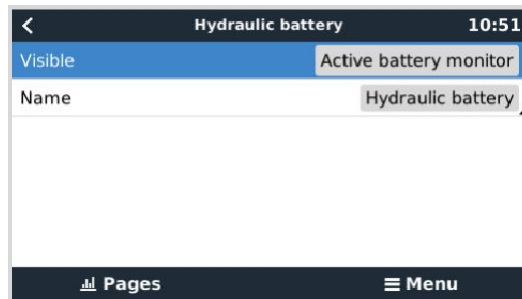 Hydraulic battery 10:51
Visible Active battery monitor
Name Hydraulic battery
Pages Menu